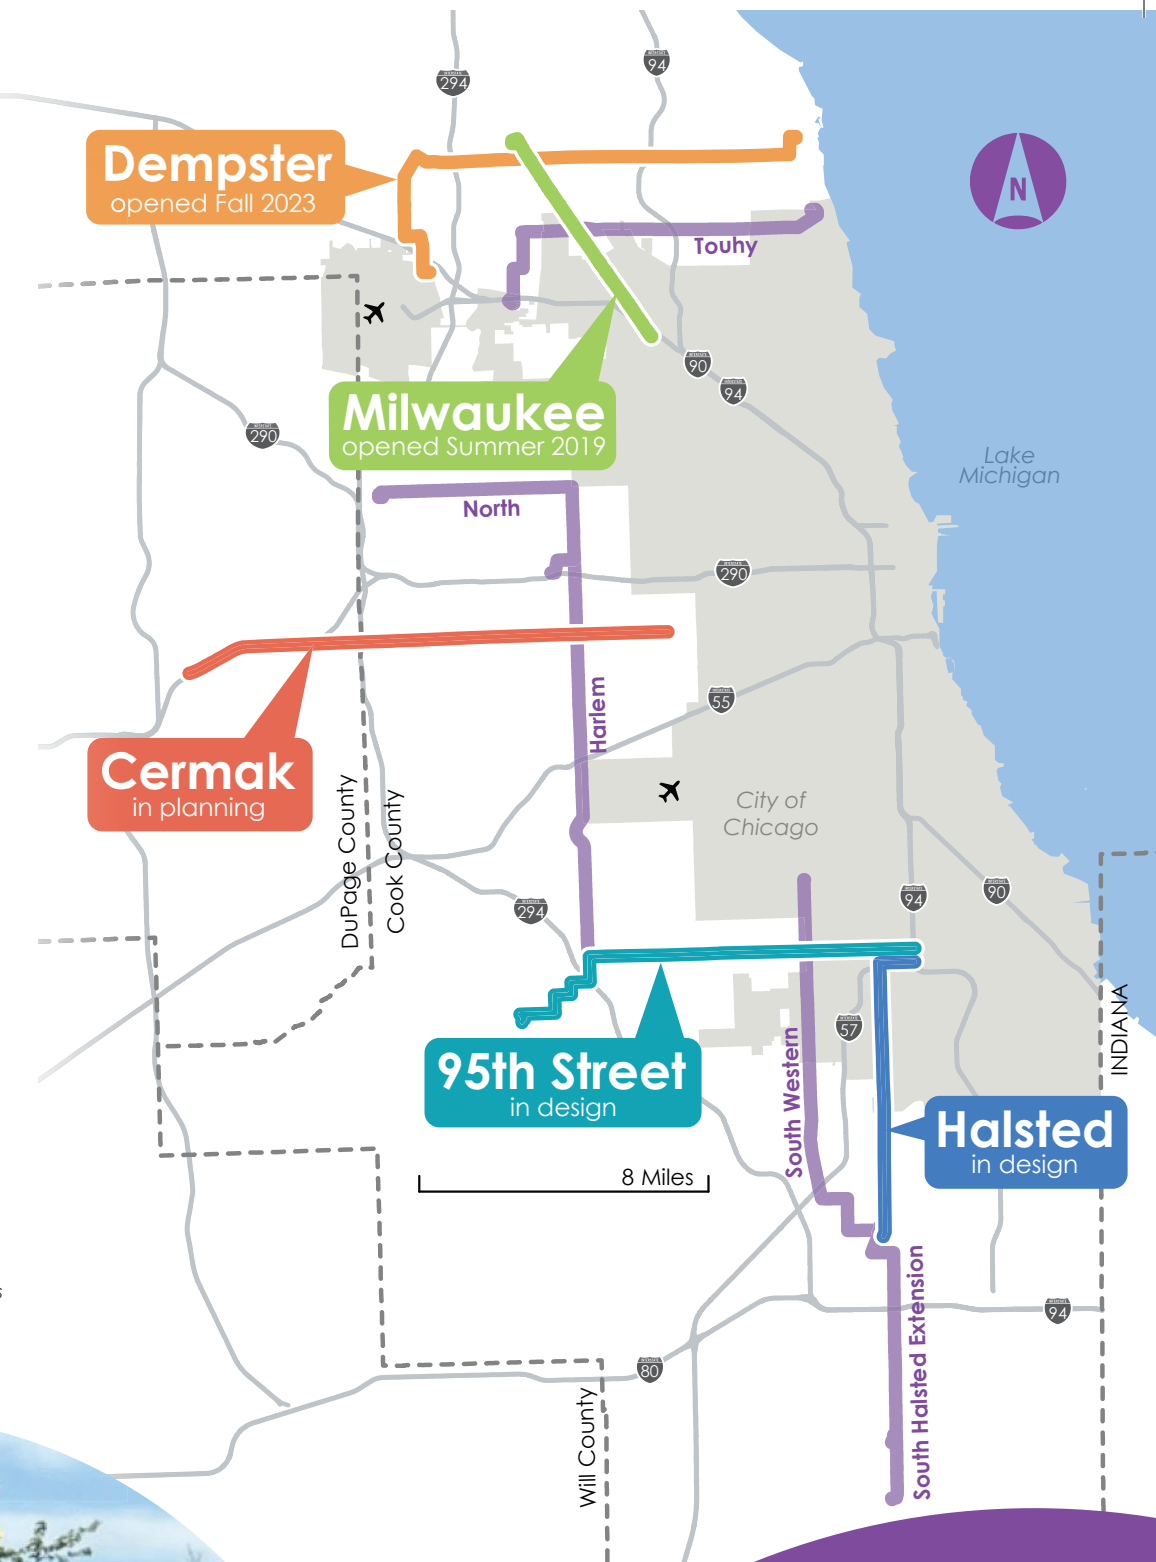 294
94
Dempster
opened Fall 2023
N
Touhy
90
94
Milwaukee
opened Summer 2019
290
Lake
Michigan
North
290
55
Harlem
Cermak
in planning
City of
Chicago
DuPage County
Cook County
294
94
90
INDIANA
57
95th Street
in design
South Western
Halsted
in design
8 Miles
South Halsted Extension
94
80
Will County